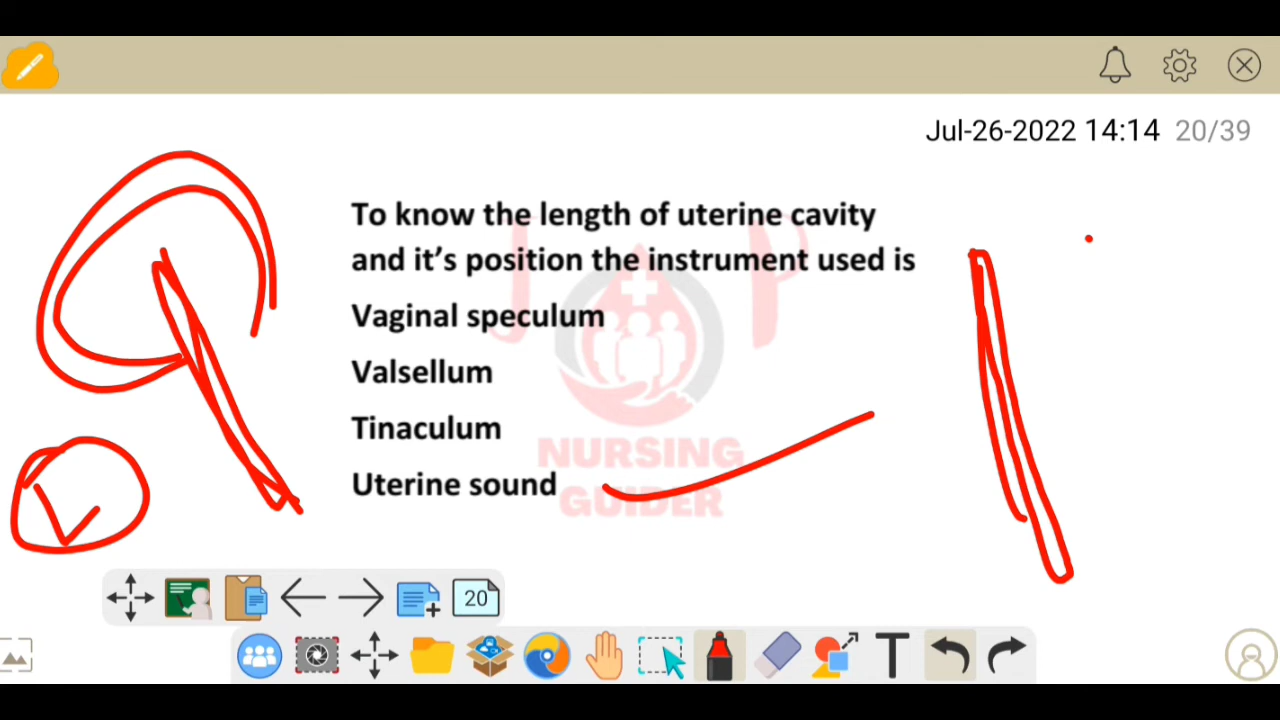 Jul-26-2022 14:14 20/39
To know the length of uterine cavity
and it's position the instrument used is
Vaginal speculum
Valsellum
Tinaculum
Uterine sound
J P
NURSING
GUIDER
20
T